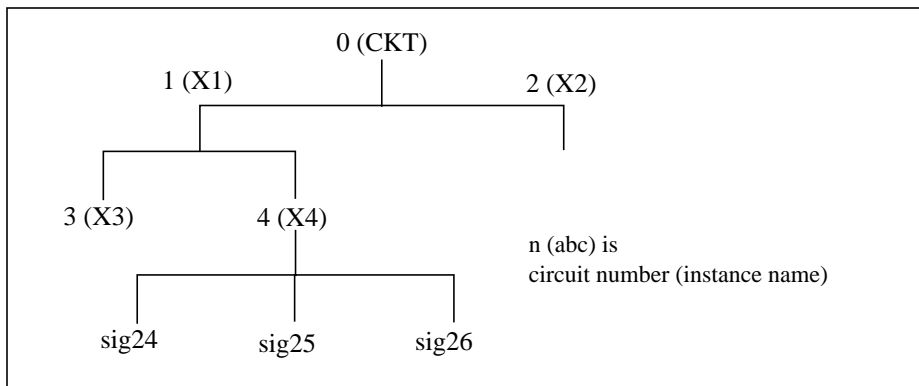 0 (CKT)
1 (X1)
2 (X2)
3 (X3)
4 (X4)
n (abc) is
circuit number (instance name)
sig24
sig25
sig26